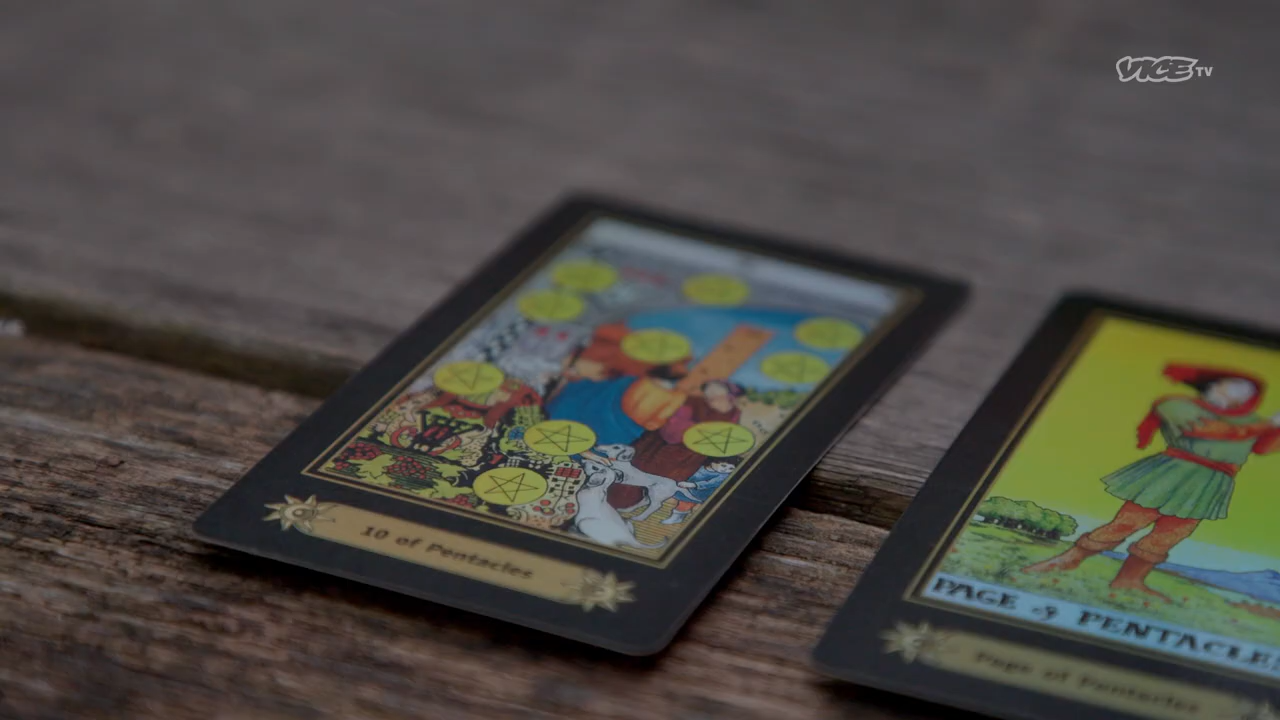 VICE TV
10 of Pentacles
PAGE of PENTACLES
Page of Pentacles